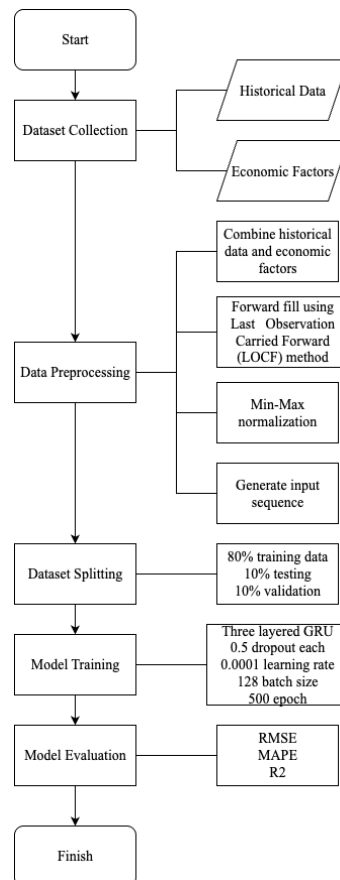 Start
Dataset Collection
Historical Data
Economic Factors
Combine historical
data and economic
factors
Forward fill using
Last Observation
Carried Forward
(LOCF) method
Data Preprocessing
Min-Max
normalization
Generate input
sequence
Dataset Splitting
80% training data
10% testing
10% validation
Model Training
Three layered GRU
0.5 dropout each
0.0001 learning rate
128 batch size
500 epoch
Model Evaluation
RMSE
MAPE
R2
Finish